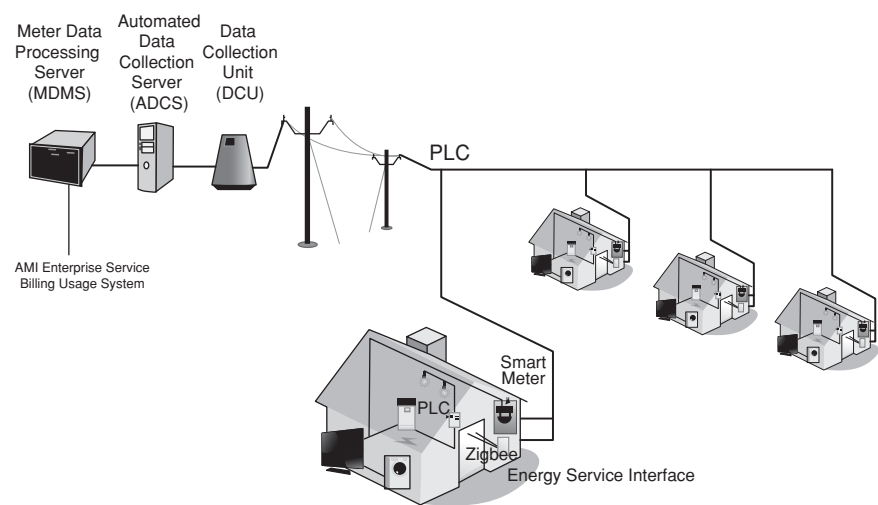 Meter Data
Processing
Server
(MDMS)
Automated
Data
Collection
Server
(ADCS)
Data
Collection
Unit
(DCU)
PLC
AMI Enterprise Service
Billing Usage System
Smart
Meter
PLC
Zigbee
Energy Service Interface